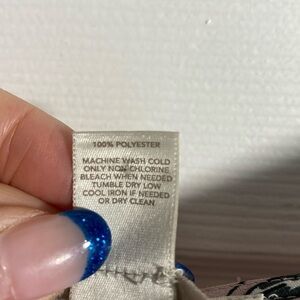 100% POLYESTER
MACHINE WASH COLD
ONLY NON CHLORINE
BLEACH WHEN NEEDED
TUMBLE DRY LOW
COOL IRON IF NEEDED
OR DRY CLEAN